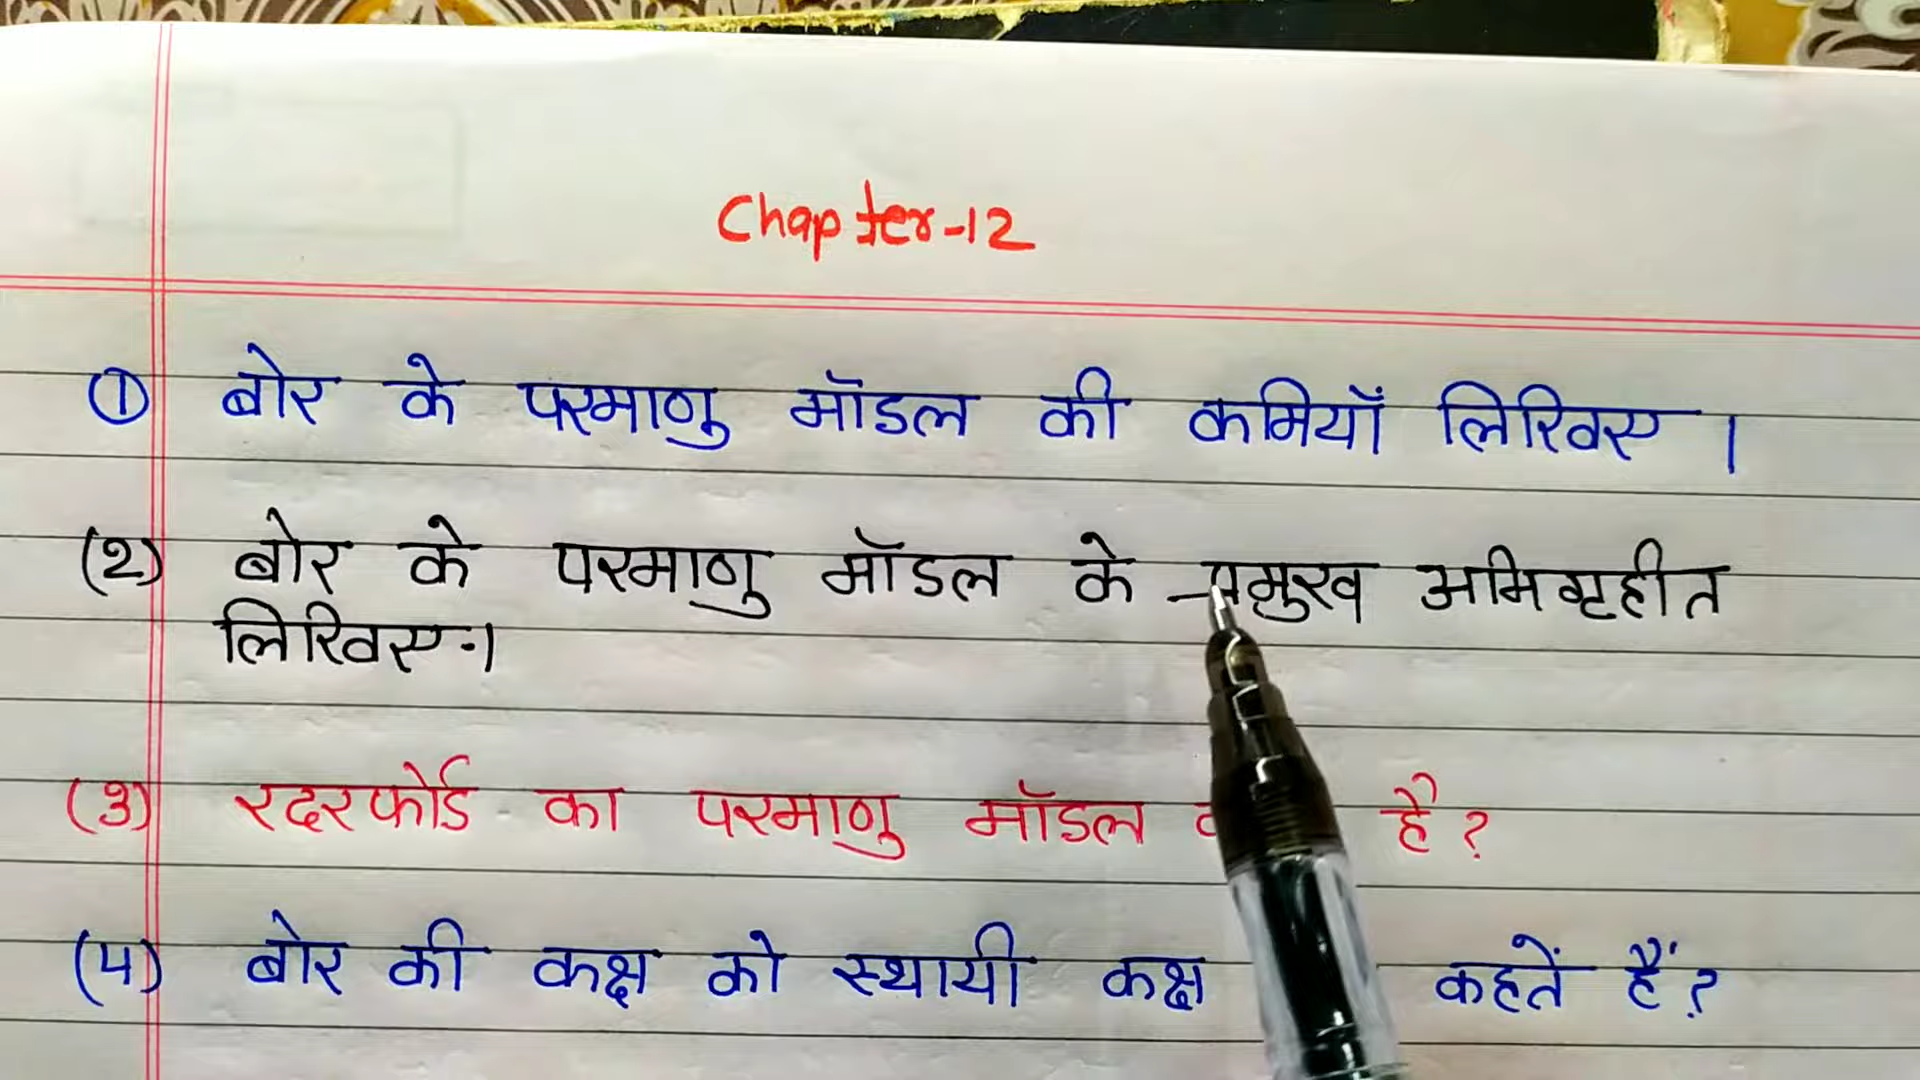 Chapter-12
① बोर के परमाणु मॉडल की कमियाँ लिखिए ।
(2) बोर के परमाणु मॉडल के प्रमुख अभिगृहीत
लिखिए ।
(3) रदरफोर्ड का परमाणु मॉडल है ?
(4) बोर की कक्ष को स्थायी कक्ष कहतें हैं ?